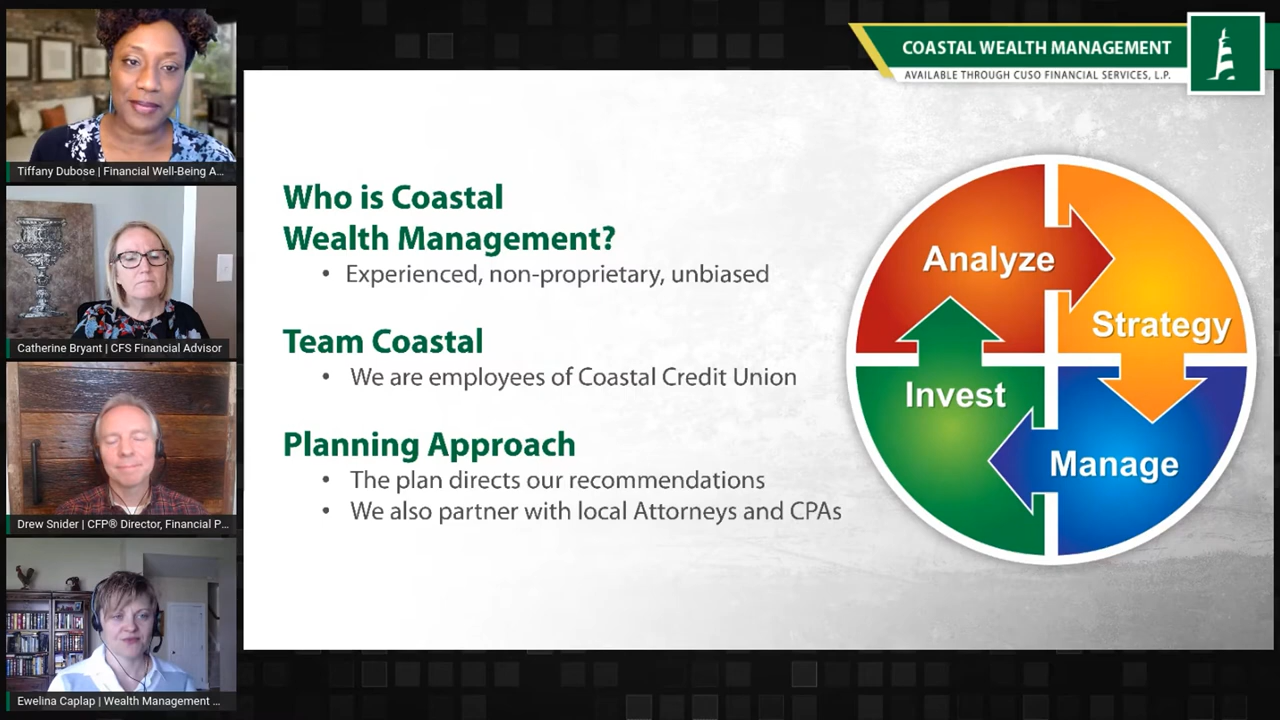 COASTAL WEALTH MANAGEMENT
AVAILABLE THROUGH CUSO FINANCIAL SERVICES, L.P.
Tiffany Dubose | Financial Well-Being A...
Catherine Bryant | CFS Financial Advisor
Drew Snider | CFP® Director, Financial P...
Ewelina Caplap | Wealth Management ...
Who is Coastal
Wealth Management?
• Experienced, non-proprietary, unbiased
Team Coastal
• We are employees of Coastal Credit Union
Planning Approach
• The plan directs our recommendations
• We also partner with local Attorneys and CPAs
Analyze
Strategy
Invest
Manage